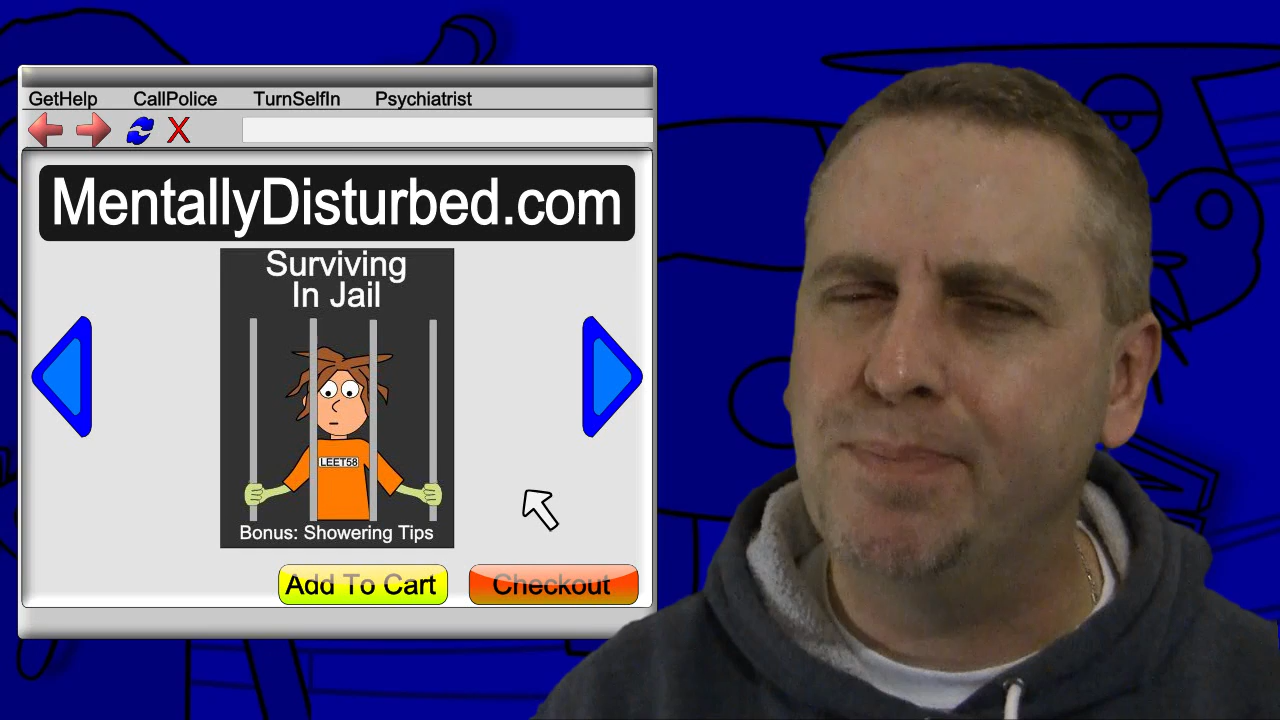 GetHelp CallPolice TurnSelfIn Psychiatrist
X
MentallyDisturbed.com
Surviving
In Jail
LEET58
Bonus: Showering Tips
Add To Cart Checkout